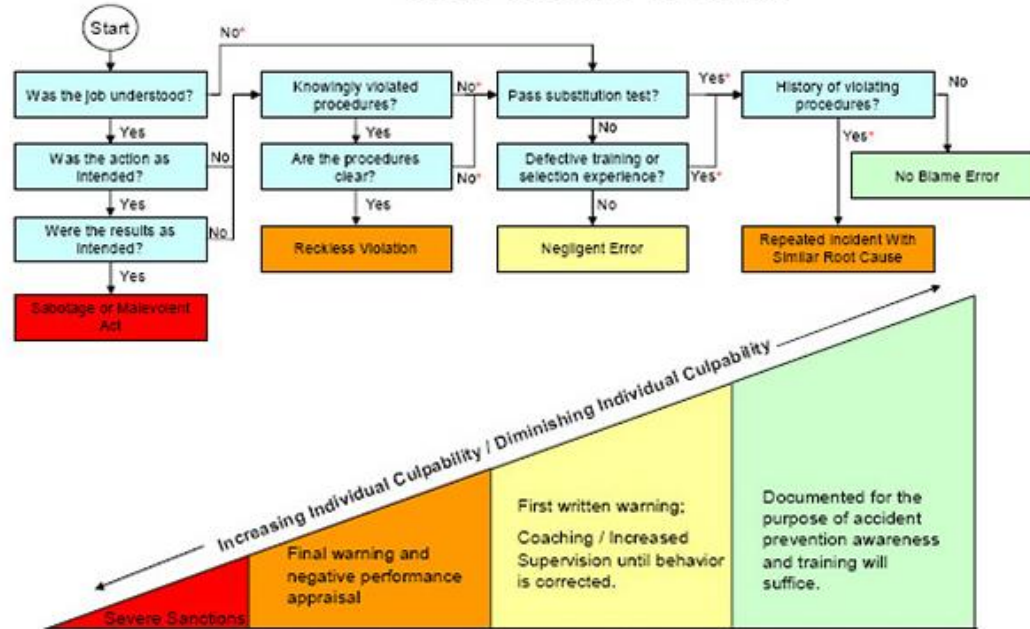 Start
No*
Was the job understood?
Knowingly violated
procedures?
No*
Pass substitution test?
Yes*
History of violating
procedures?
No
Yes
Yes
No
Yes*
Was the action as
Intended?
No
Are the procedures
clear?
No*
Defective training or
selection experience?
Yes*
No Blame Error
Yes
Yes
No
Were the results as
Intended?
No
Reckless Violation
Negligent Error
Repeated Incident With
Similar Root Cause
Yes
Sabotage or Malevolent
Act
Increasing Individual Culpability / Diminishing Individual Culpability
Severe Sanctions
Final warning and
negative performance
appraisal
First written warning;
Coaching / Increased
Supervision until behavior
is corrected.
Documented for the
purpose of accident
prevention awareness
and training will
suffice.